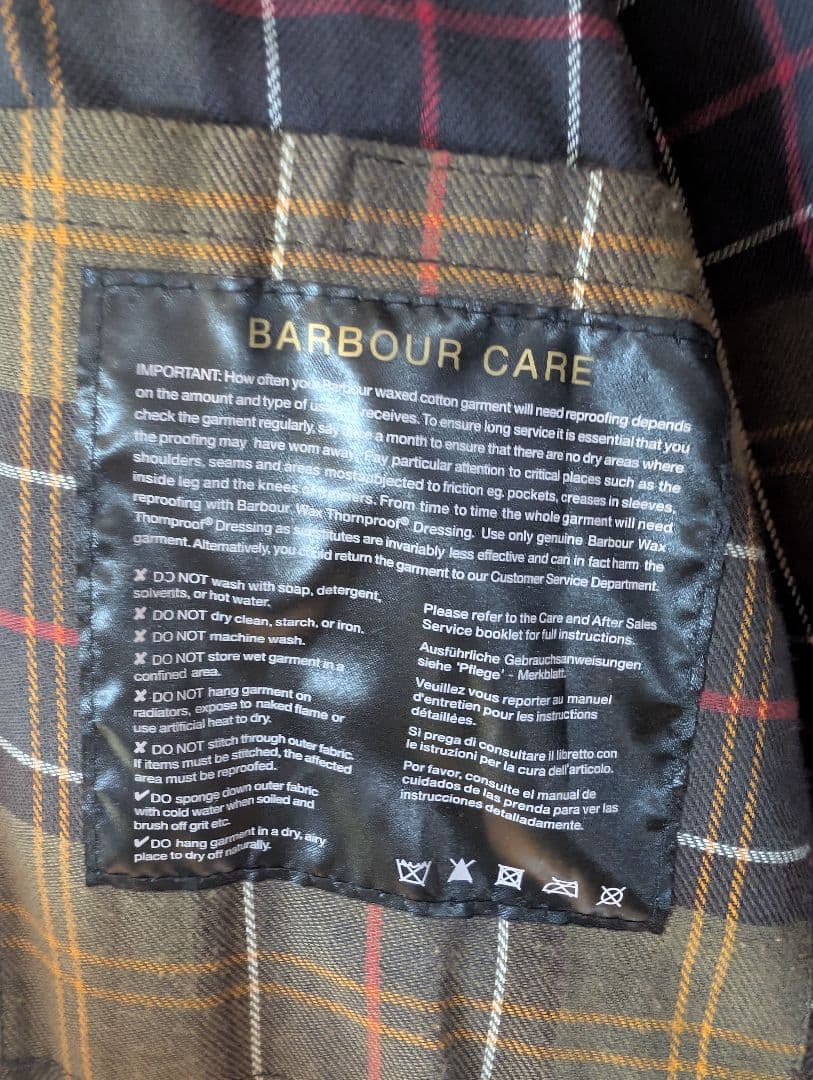 BARBOUR CARE
IMPORTANT: How often your Barbour waxed cotton garment will need reproofing depends
on the amount and type of use it receives. To ensure long service it is essential that you
check the garment regularly, say once a month to ensure that there are no dry areas where
the proofing may have worn away. Pay particular attention to critical places such as the
shoulders, seams and areas most subjected to friction eg. pockets, creases in sleeves,
inside leg and the knees of trousers. From time to time the whole garment will need
reproofing with Barbour Wax Thornproof® Dressing. Use only genuine Barbour Wax
Thornproof® Dressing as substitutes are invariably less effective and can in fact harm the
garment. Alternatively, you could return the garment to our Customer Service Department.
✘ DO NOT wash with soap, detergent,
solvents, or hot water.
✘ DO NOT dry clean, starch, or iron.
✘ DO NOT machine wash.
✘ DO NOT store wet garment in a
confined area.
✘ DO NOT hang garment on
radiators, expose to naked flame or
use artificial heat to dry.
✘ DO NOT stitch through outer fabric.
If items must be stitched, the affected
area must be reproofed.
✔ DO sponge down outer fabric
with cold water when soiled and
brush off grit etc.
✔ DO hang garment in a dry, airy
place to dry off naturally.
Please refer to the Care and After Sales
Service booklet for full instructions.
Ausführliche Gebrauchsanweisungen
siehe 'Pflege' - Merkblatt.
Veuillez vous reporter au manuel
d'entretien pour les instructions
détaillées.
Si prega di consultare il libretto con
le istruzioni per la cura dell'articolo.
Por favor, consulte el manual de
cuidados de las prenda para ver las
instrucciones detalladamente.